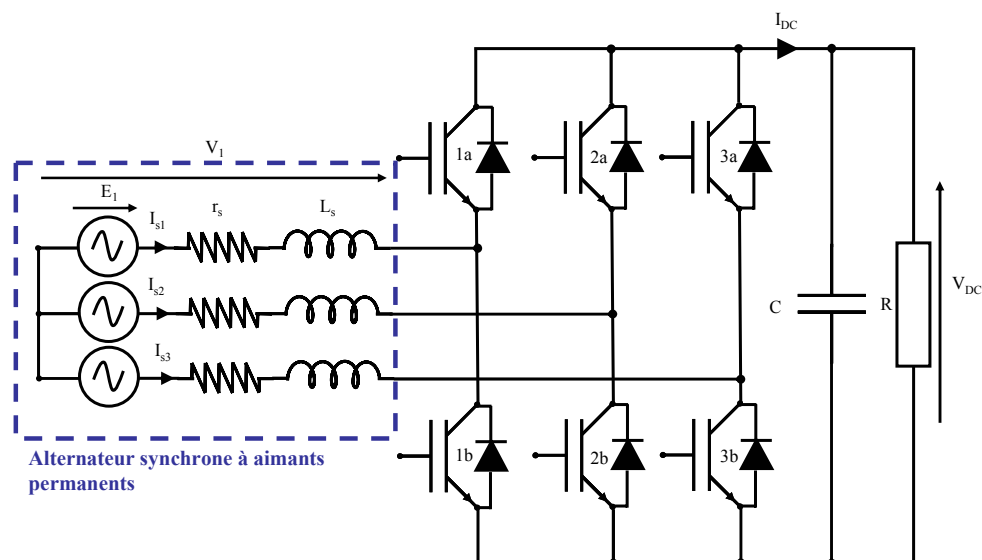 I_DC
V_1
1a
2a
3a
E_1
I_s1
r_s
L_s
I_s2
I_s3
C
R
V_DC
1b
2b
3b
Alternateur synchrone à aimants
permanents